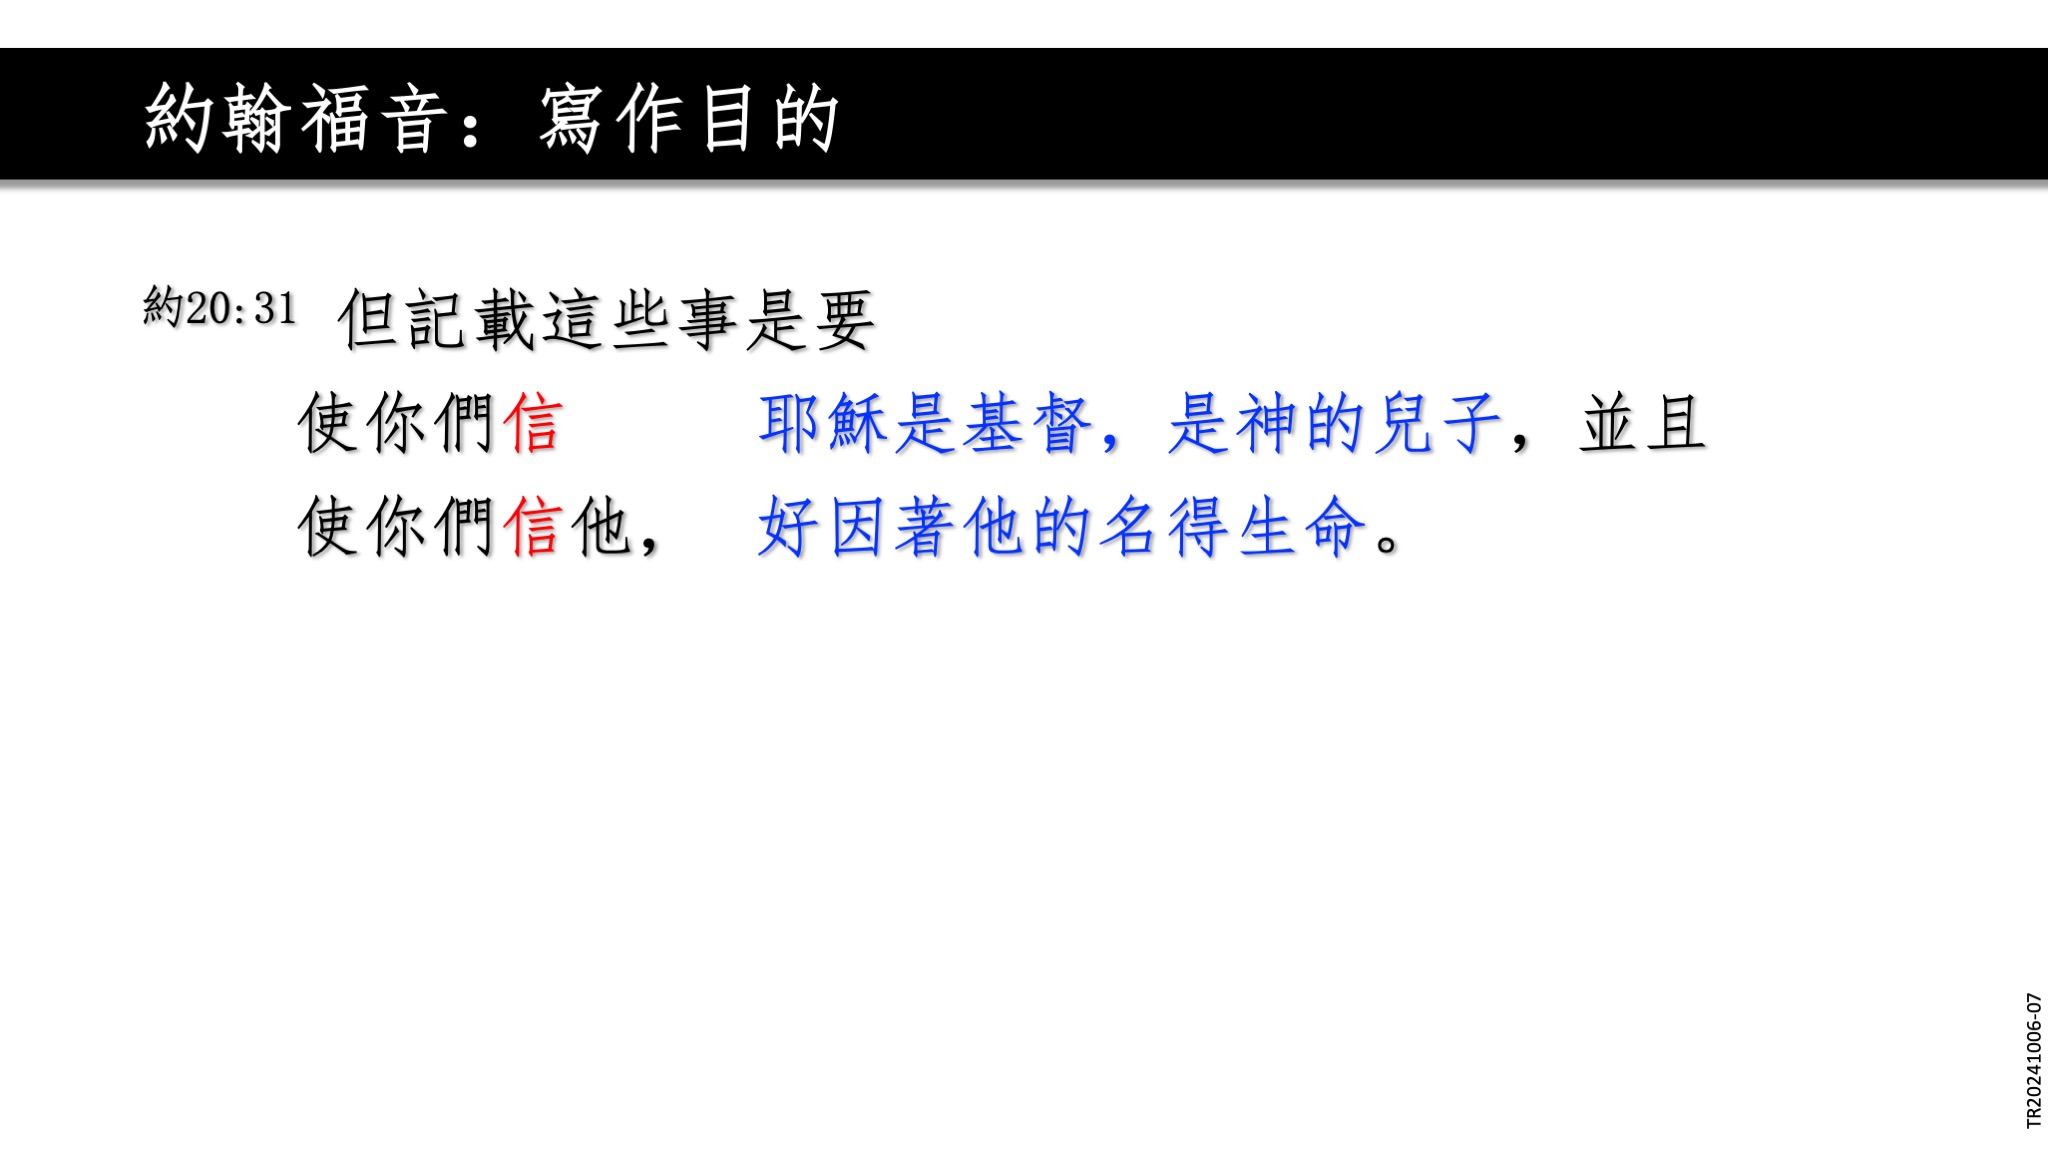 約翰福音：寫作目的
約20:31 但記載這些事是要
使你們信 耶穌是基督，是神的兒子，並且
使你們信他， 好因著他的名得生命。
TR20241006-07